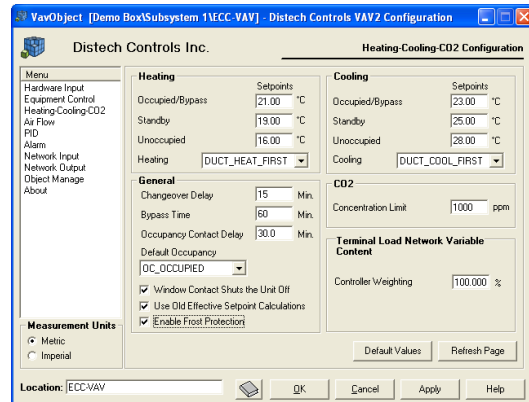 VavObject [Demo Box\Subsystem 1\ECC-VAV] - Distech Controls VAV2 Configuration
Distech Controls Inc.
Heating-Cooling-CO2 Configuration
Menu
Hardware Input
Equipment Control
Heating-Cooling-CO2
Air Flow
PID
Alarm
Network Input
Network Output
Object Manage
About
Measurement Units
Metric
Imperial
Heating
Setpoints
Occupied/Bypass 21.00 °C
Standby 19.00 °C
Unoccupied 16.00 °C
Heating DUCT_HEAT_FIRST
General
Changeover Delay 15 Min.
Bypass Time 60 Min.
Occupancy Contact Delay 30.0 Min.
Default Occupancy
OC_OCCUPIED
Window Contact Shuts the Unit Off
Use Old Effective Setpoint Calculations
Enable Frost Protection
Cooling
Setpoints
Occupied/Bypass 23.00 °C
Standby 25.00 °C
Unoccupied 28.00 °C
Cooling DUCT_COOL_FIRST
CO2
Concentration Limit 1000 ppm
Terminal Load Network Variable
Content
Controller Weighting 100.000 %
Default Values Refresh Page
Location: ECC-VAV OK Cancel Apply Help